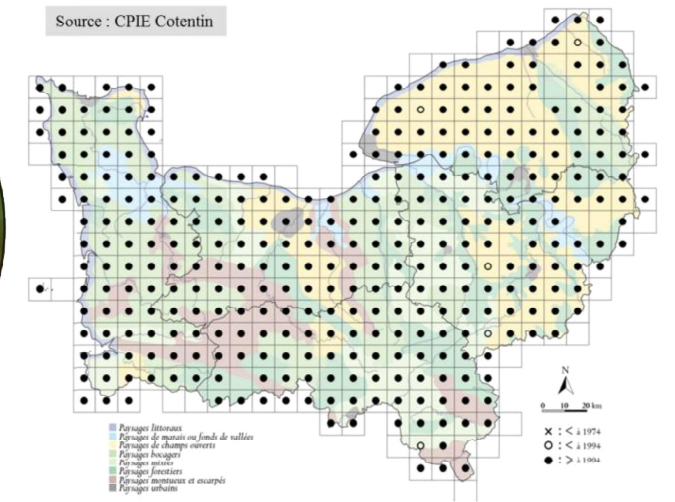 Source : CPIE Cotentin
N
0 10 20 km
X : < à 1974
O : < à 1994
● : > à 1994
Paysages littoraux
Paysages de marais ou fonds de vallées
Paysages de champs ouverts
Paysages bocagers
Paysages mixtes
Paysages forestiers
Paysages montueux et escarpés
Paysages urbains